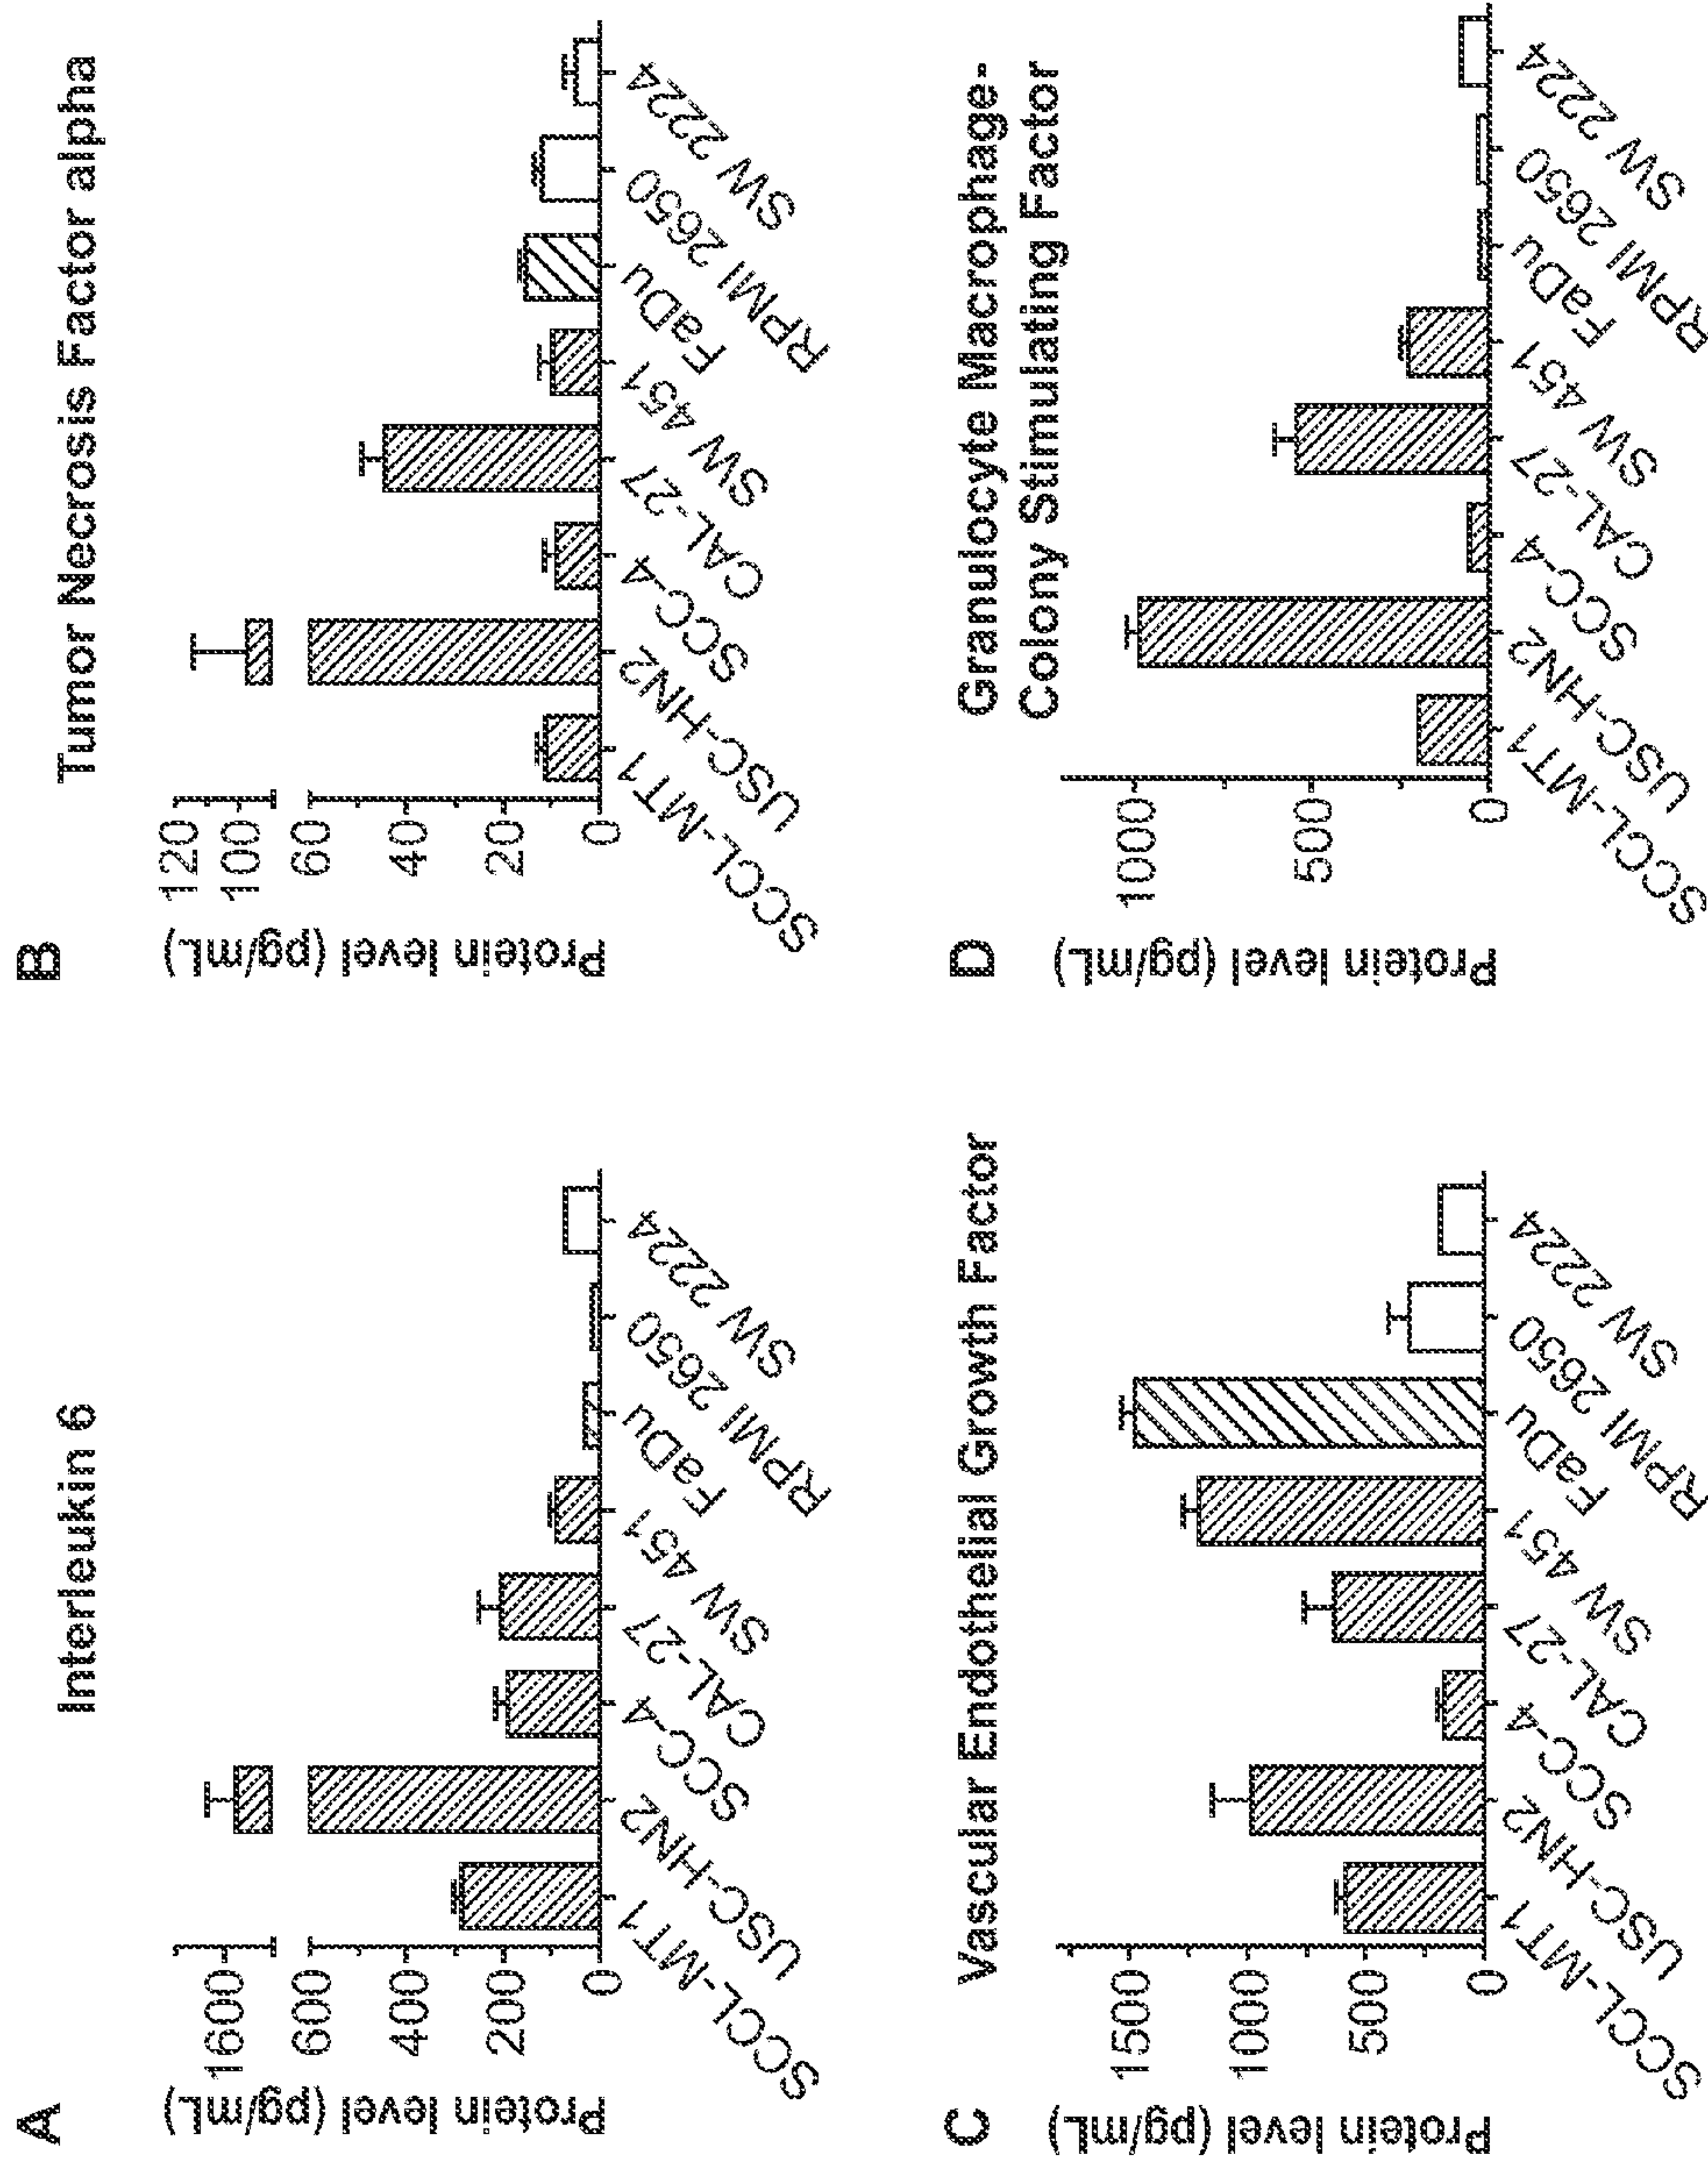 A
Interleukin 6
Protein level (pg/mL)
1600
600
400
200
0
SCCL-MT1
USC-HN2
SCC-4
CAL-27
SW 451
FaDu
RPMI 2650
SW 2224
B
Tumor Necrosis Factor alpha
Protein level (pg/mL)
120
100
60
40
20
0
SCCL-MT1
USC-HN2
SCC-4
CAL-27
SW 451
FaDu
RPMI 2650
SW 2224
C
Vascular Endothelial Growth Factor
Protein level (pg/mL)
1500
1000
500
0
SCCL-MT1
USC-HN2
SCC-4
CAL-27
SW 451
FaDu
RPMI 2650
SW 2224
D
Granulocyte Macrophage-
Colony Stimulating Factor
Protein level (pg/mL)
1000
500
0
SCCL-MT1
USC-HN2
SCC-4
CAL-27
SW 451
FaDu
RPMI 2650
SW 2224